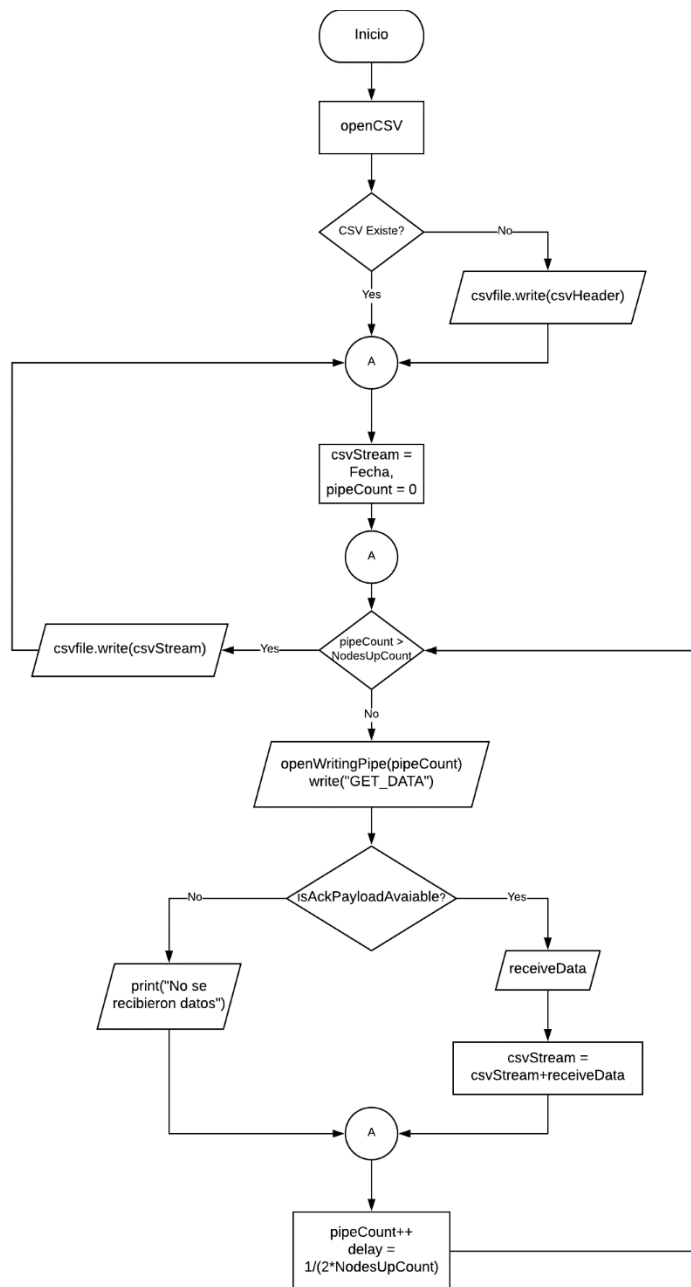 Inicio
openCSV
CSV Existe?
No
Yes
csvfile.write(csvHeader)
A
csvStream =
Fecha,
pipeCount = 0
A
pipeCount >
NodesUpCount
Yes
csvfile.write(csvStream)
No
openWritingPipe(pipeCount)
write("GET_DATA")
isAckPayloadAvaiable?
No
Yes
print("No se
recibieron datos")
receiveData
csvStream =
csvStream+receiveData
A
pipeCount++
delay =
1/(2*NodesUpCount)